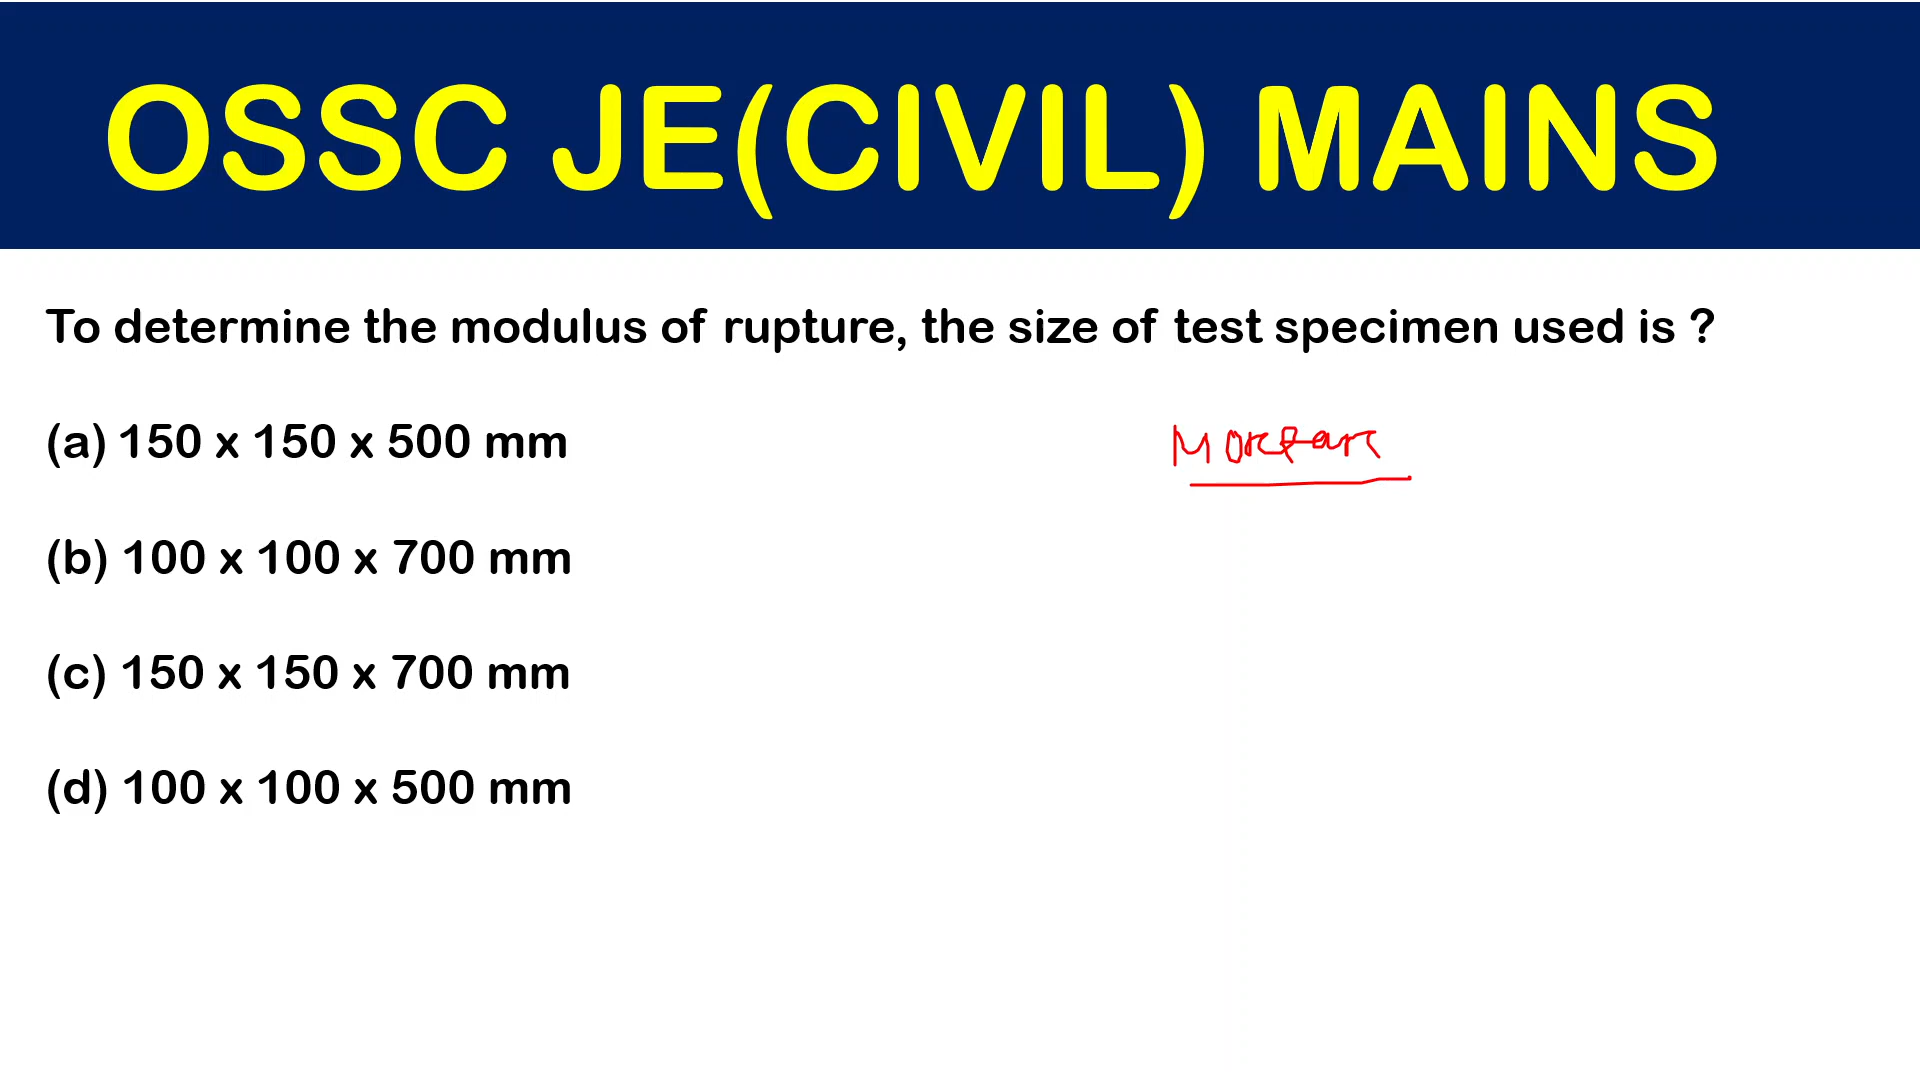 OSSC JE(CIVIL) MAINS
To determine the modulus of rupture, the size of test specimen used is ?
(a) 150 x 150 x 500 mm
Mortar
(b) 100 x 100 x 700 mm
(c) 150 x 150 x 700 mm
(d) 100 x 100 x 500 mm